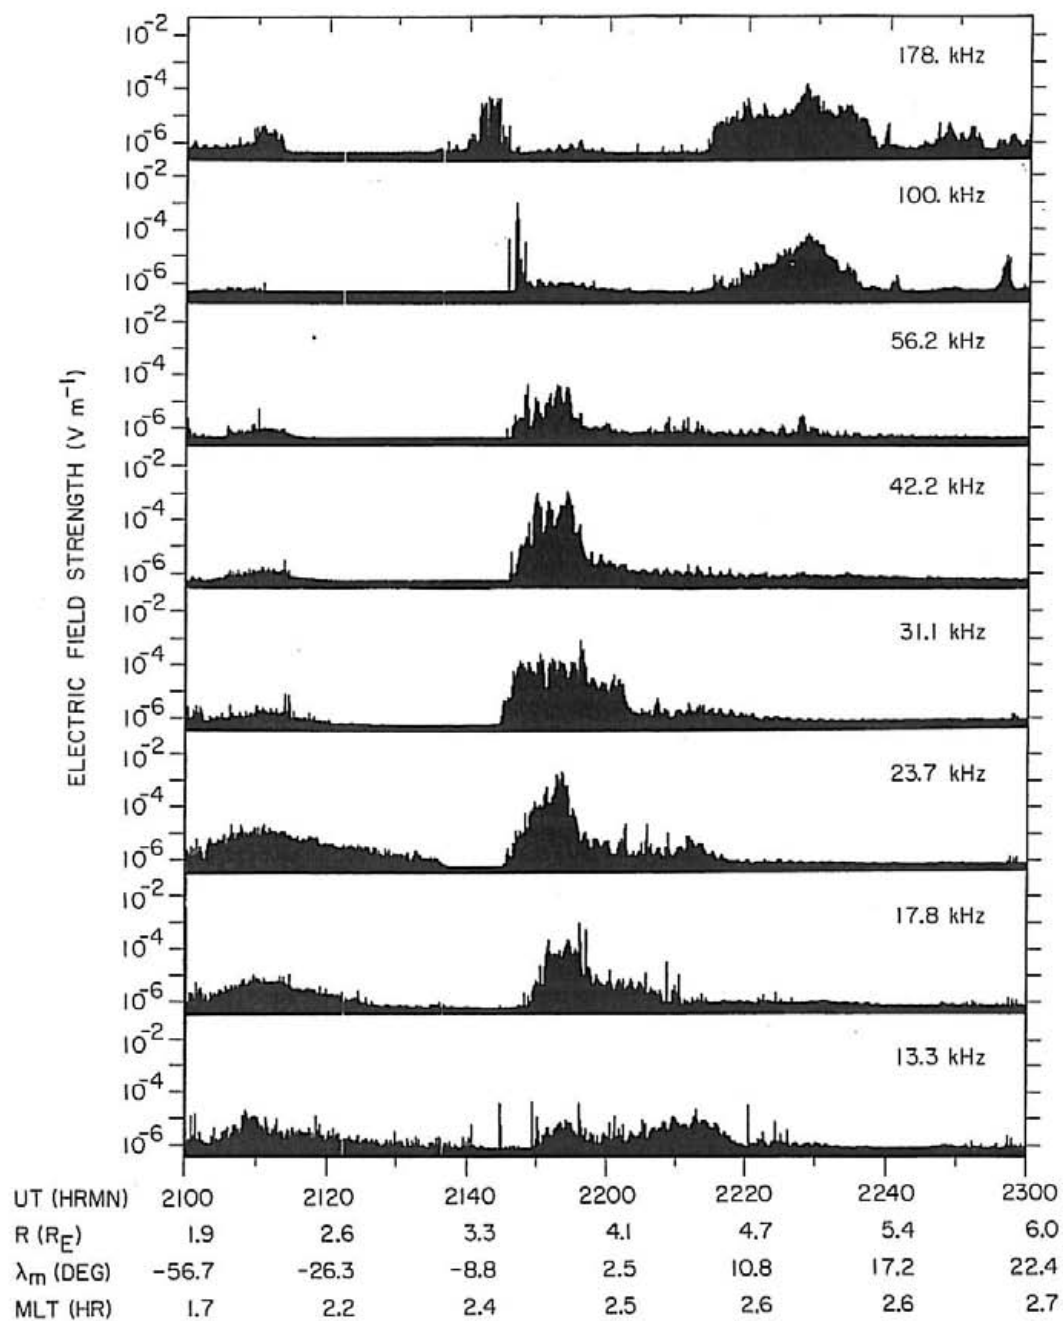 10⁻²
178. kHz
10⁻⁴
10⁻⁶
10⁻²
100. kHz
10⁻⁴
10⁻⁶
10⁻²
56.2 kHz
10⁻⁴
10⁻⁶
10⁻²
42.2 kHz
10⁻⁴
10⁻⁶
10⁻²
31.1 kHz
10⁻⁴
10⁻⁶
10⁻²
23.7 kHz
10⁻⁴
10⁻⁶
10⁻²
17.8 kHz
10⁻⁴
10⁻⁶
10⁻²
13.3 kHz
10⁻⁴
10⁻⁶
ELECTRIC FIELD STRENGTH (V m⁻¹)
UT (HRMN) 2100 2120 2140 2200 2220 2240 2300
R (R_E) 1.9 2.6 3.3 4.1 4.7 5.4 6.0
λm (DEG) -56.7 -26.3 -8.8 2.5 10.8 17.2 22.4
MLT (HR) 1.7 2.2 2.4 2.5 2.6 2.6 2.7